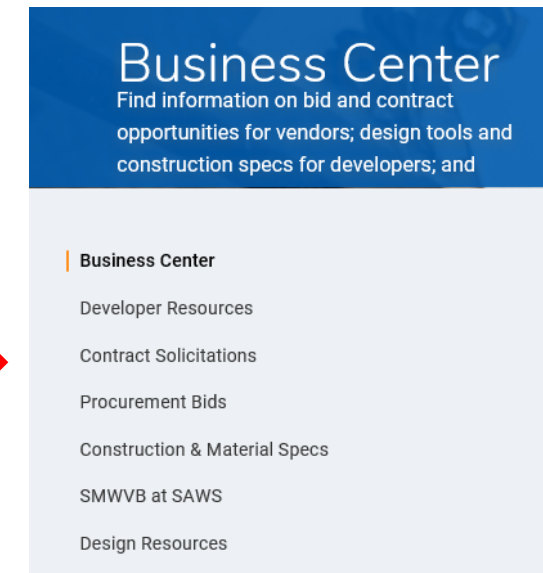 Business Center
Find information on bid and contract
opportunities for vendors; design tools and
construction specs for developers; and
Business Center
Developer Resources
Contract Solicitations
Procurement Bids
Construction & Material Specs
SMWVB at SAWS
Design Resources